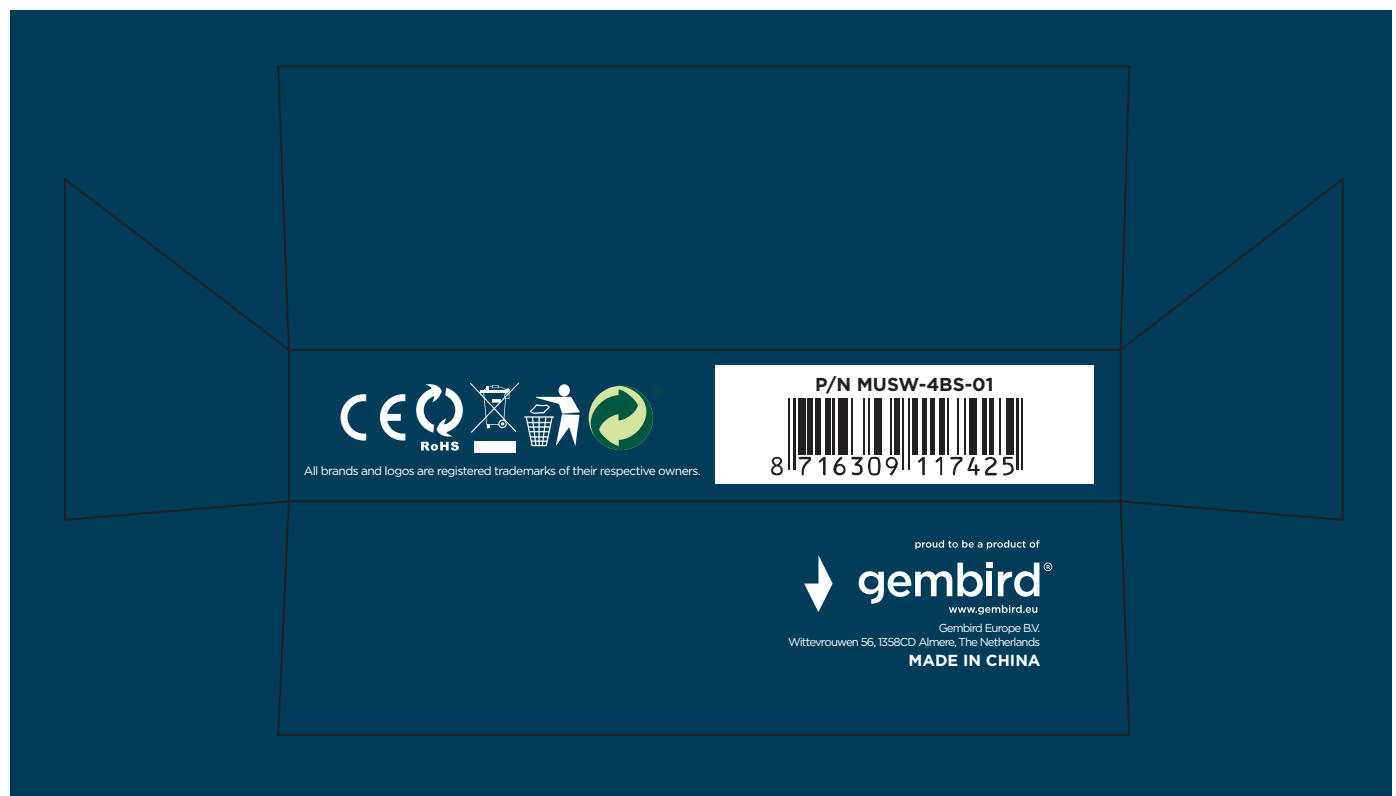 CE
RoHS
©
All brands and logos are registered trademarks of their respective owners.
P/N MUSW-4BS-01
8 716309 117425
proud to be a product of
gembird®
www.gembird.eu
Gembird Europe B.V.
Wittevrouwen 56, 1358CD Almere, The Netherlands
MADE IN CHINA